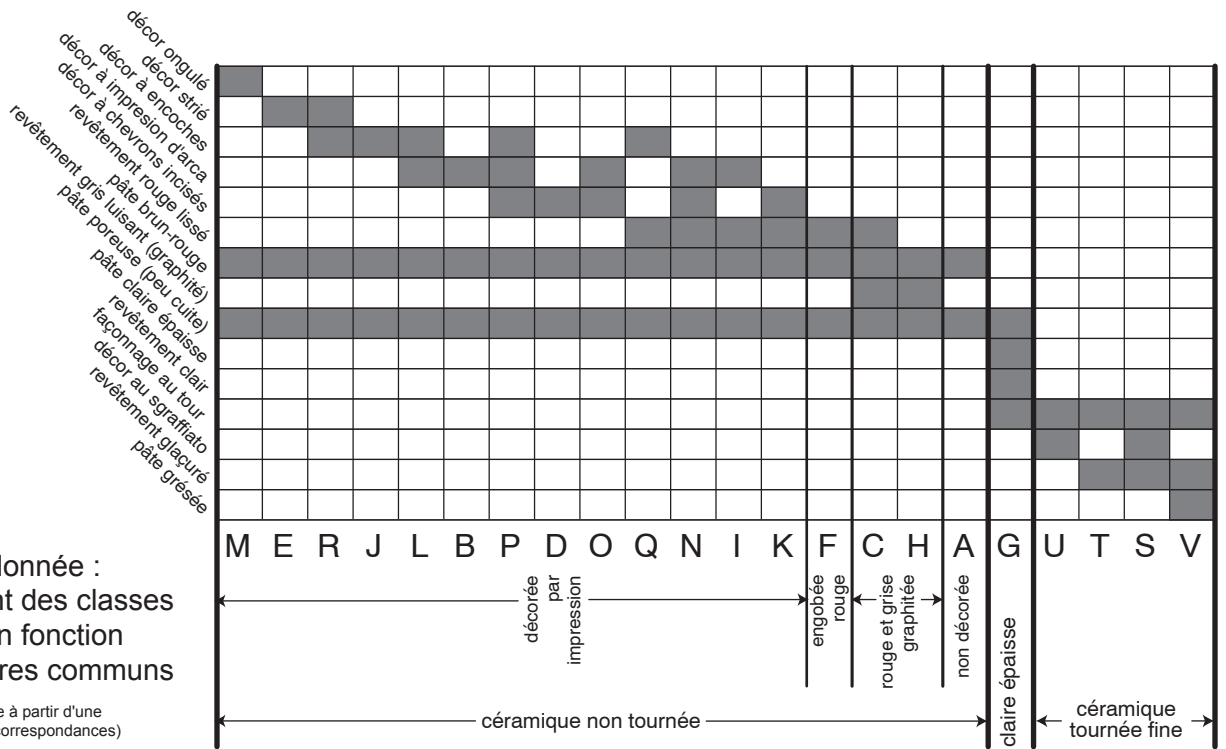 décor ongulé
décor strié
décor à encoches
décor à impresion d'arca
décor à chevrons incisés
revêtement rouge lissé
pâte brun-rouge
revêtement gris luisant (graphité)
pâte poreuse (peu cuite)
pâte claire épaisse
revêtement clair
façonnage au tour
décor au sgraffiato
revêtement glaçuré
pâte grésée
M E R J L B P D O Q N I K F C H A G U T S V
décorée
par
impression
engobée
rouge
rouge et grise
graphitée
non décorée
claire épaisse
céramique non tournée
céramique
tournée fine
donnée :
nt des classes
n fonction
res communs
e à partir d'une
correspondances)